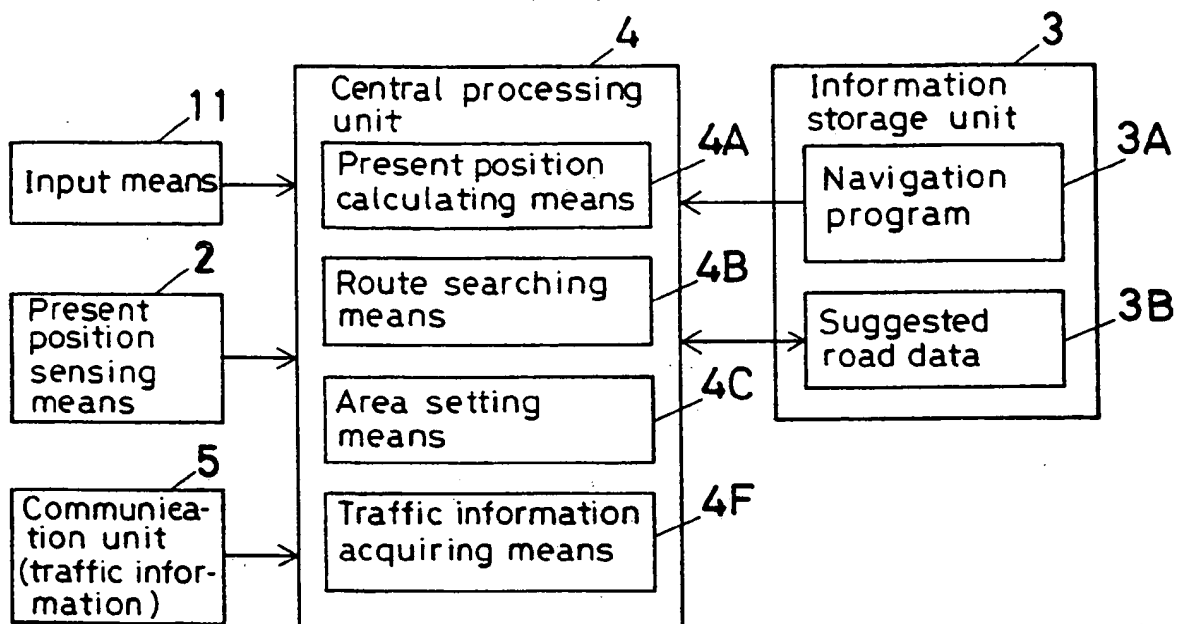 4
Central processing
unit
4A
Present position
calculating means
4B
Route searching
means
4C
Area setting
means
4F
Traffic information
acquiring means
11
Input means
2
Present
position
sensing
means
5
Communiea-
tion unit
(traffic infor-
mation)
3
Information
storage unit
3A
Navigation
program
3B
Suggested
road data